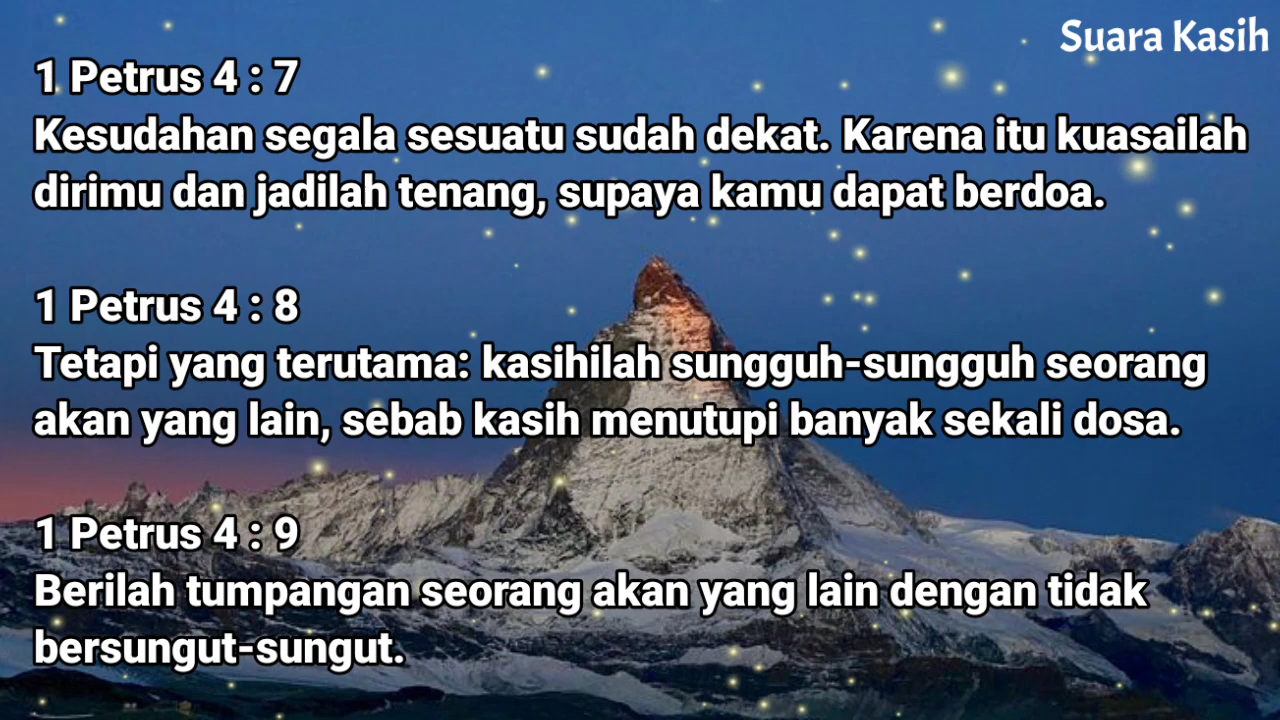 Suara Kasih
1 Petrus 4 : 7
Kesudahan segala sesuatu sudah dekat. Karena itu kuasailah
dirimu dan jadilah tenang, supaya kamu dapat berdoa.
1 Petrus 4 : 8
Tetapi yang terutama: kasihilah sungguh-sungguh seorang
akan yang lain, sebab kasih menutupi banyak sekali dosa.
1 Petrus 4 : 9
Berilah tumpangan seorang akan yang lain dengan tidak
bersungut-sungut.